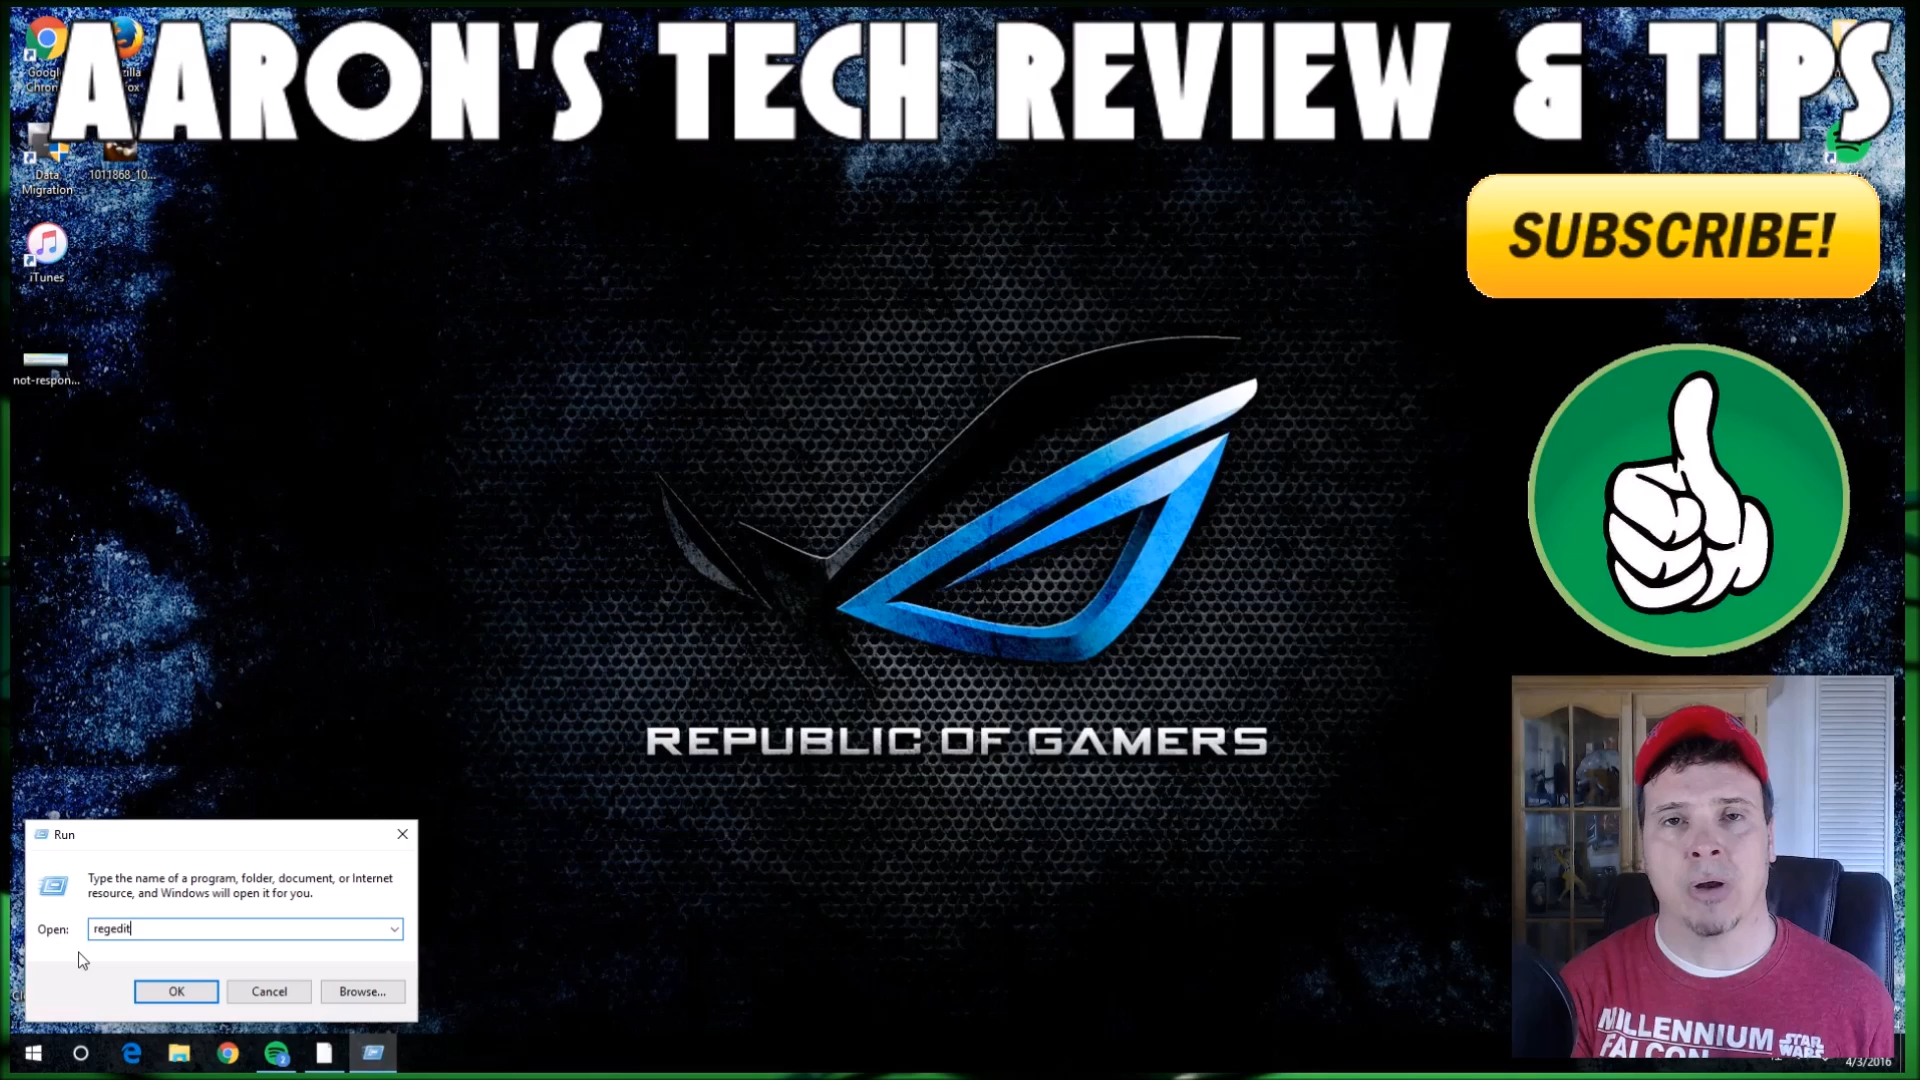 AARON'S TECH REVIEW & TIPS
Data
Migration
1011868_10...
iTunes
not-respon...
SUBSCRIBE!
REPUBLIC OF GAMERS
Run
Type the name of a program, folder, document, or Internet
resource, and Windows will open it for you.
Open:
regedit
OK
Cancel
Browse...
MILLENNIUM
FALCON
STAR
WARS
4/3/2016